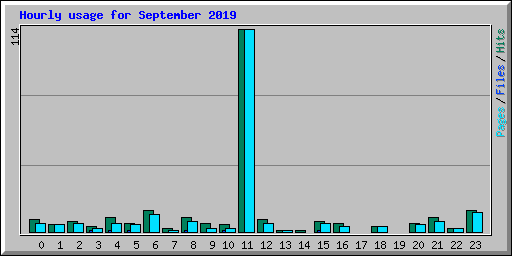 Hourly usage for September 2019
114
Pages / Files / Hits
0 1 2 3 4 5 6 7 8 9 10 11 12 13 14 15 16 17 18 19 20 21 22 23